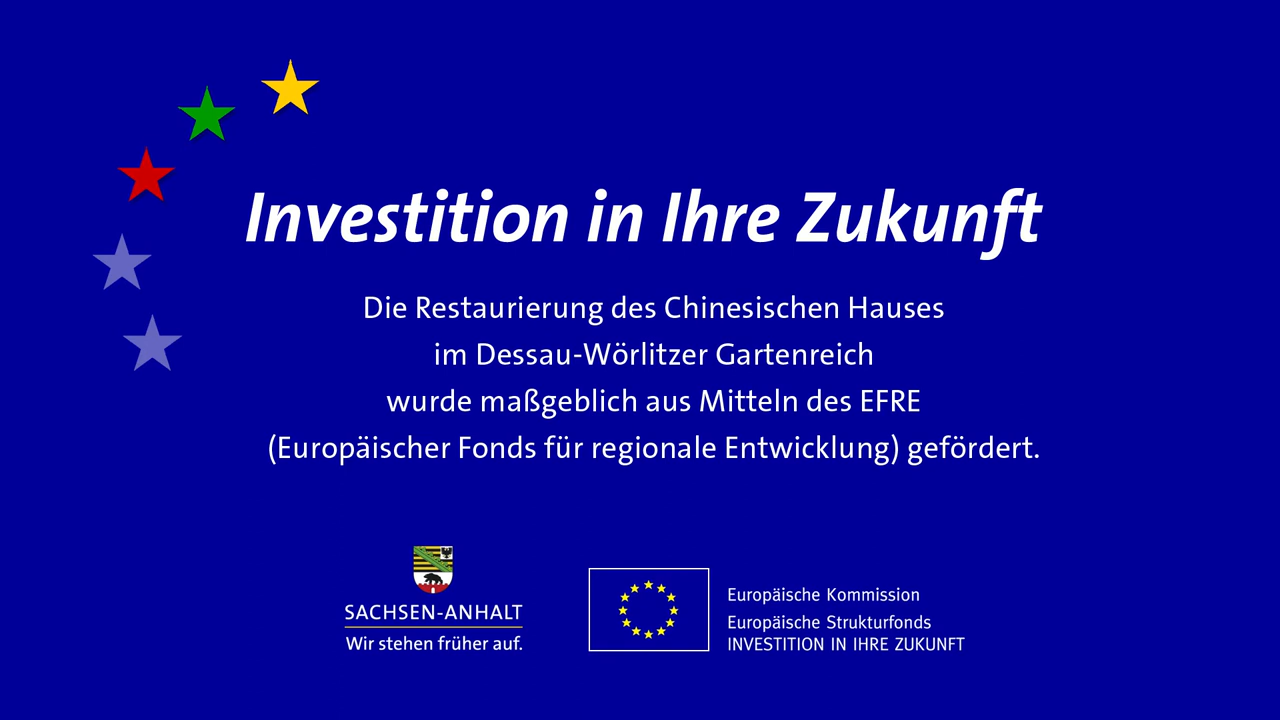 Investition in Ihre Zukunft
Die Restaurierung des Chinesischen Hauses
im Dessau-Wörlitzer Gartenreich
wurde maßgeblich aus Mitteln des EFRE
(Europäischer Fonds für regionale Entwicklung) gefördert.
SACHSEN-ANHALT
Wir stehen früher auf.
Europäische Kommission
Europäische Strukturfonds
INVESTITION IN IHRE ZUKUNFT